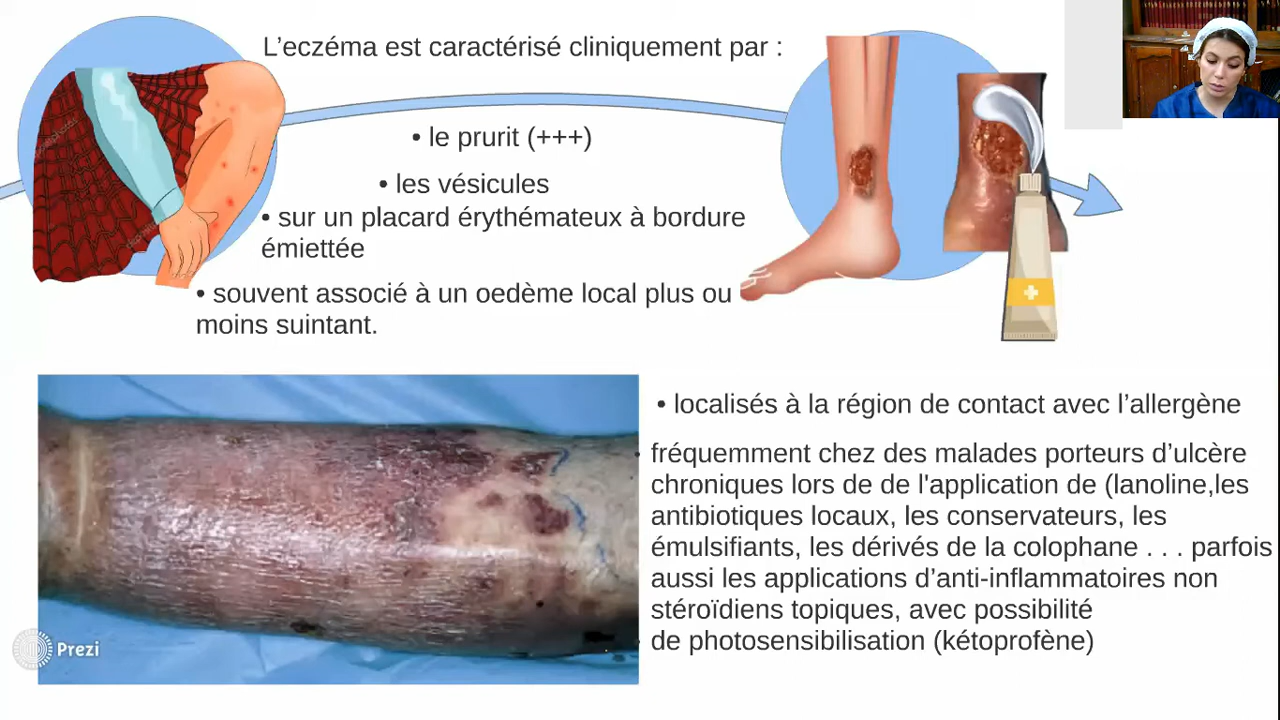 L’eczéma est caractérisé cliniquement par :
• le prurit (+++)
• les vésicules
• sur un placard érythémateux à bordure
émiettée
• souvent associé à un oedème local plus ou
moins suintant.
• localisés à la région de contact avec l’allergène
• fréquemment chez des malades porteurs d’ulcère
chroniques lors de de l'application de (lanoline,les
antibiotiques locaux, les conservateurs, les
émulsifiants, les dérivés de la colophane . . . parfois
aussi les applications d’anti-inflammatoires non
stéroïdiens topiques, avec possibilité
de photosensibilisation (kétoprofène)
Prezi